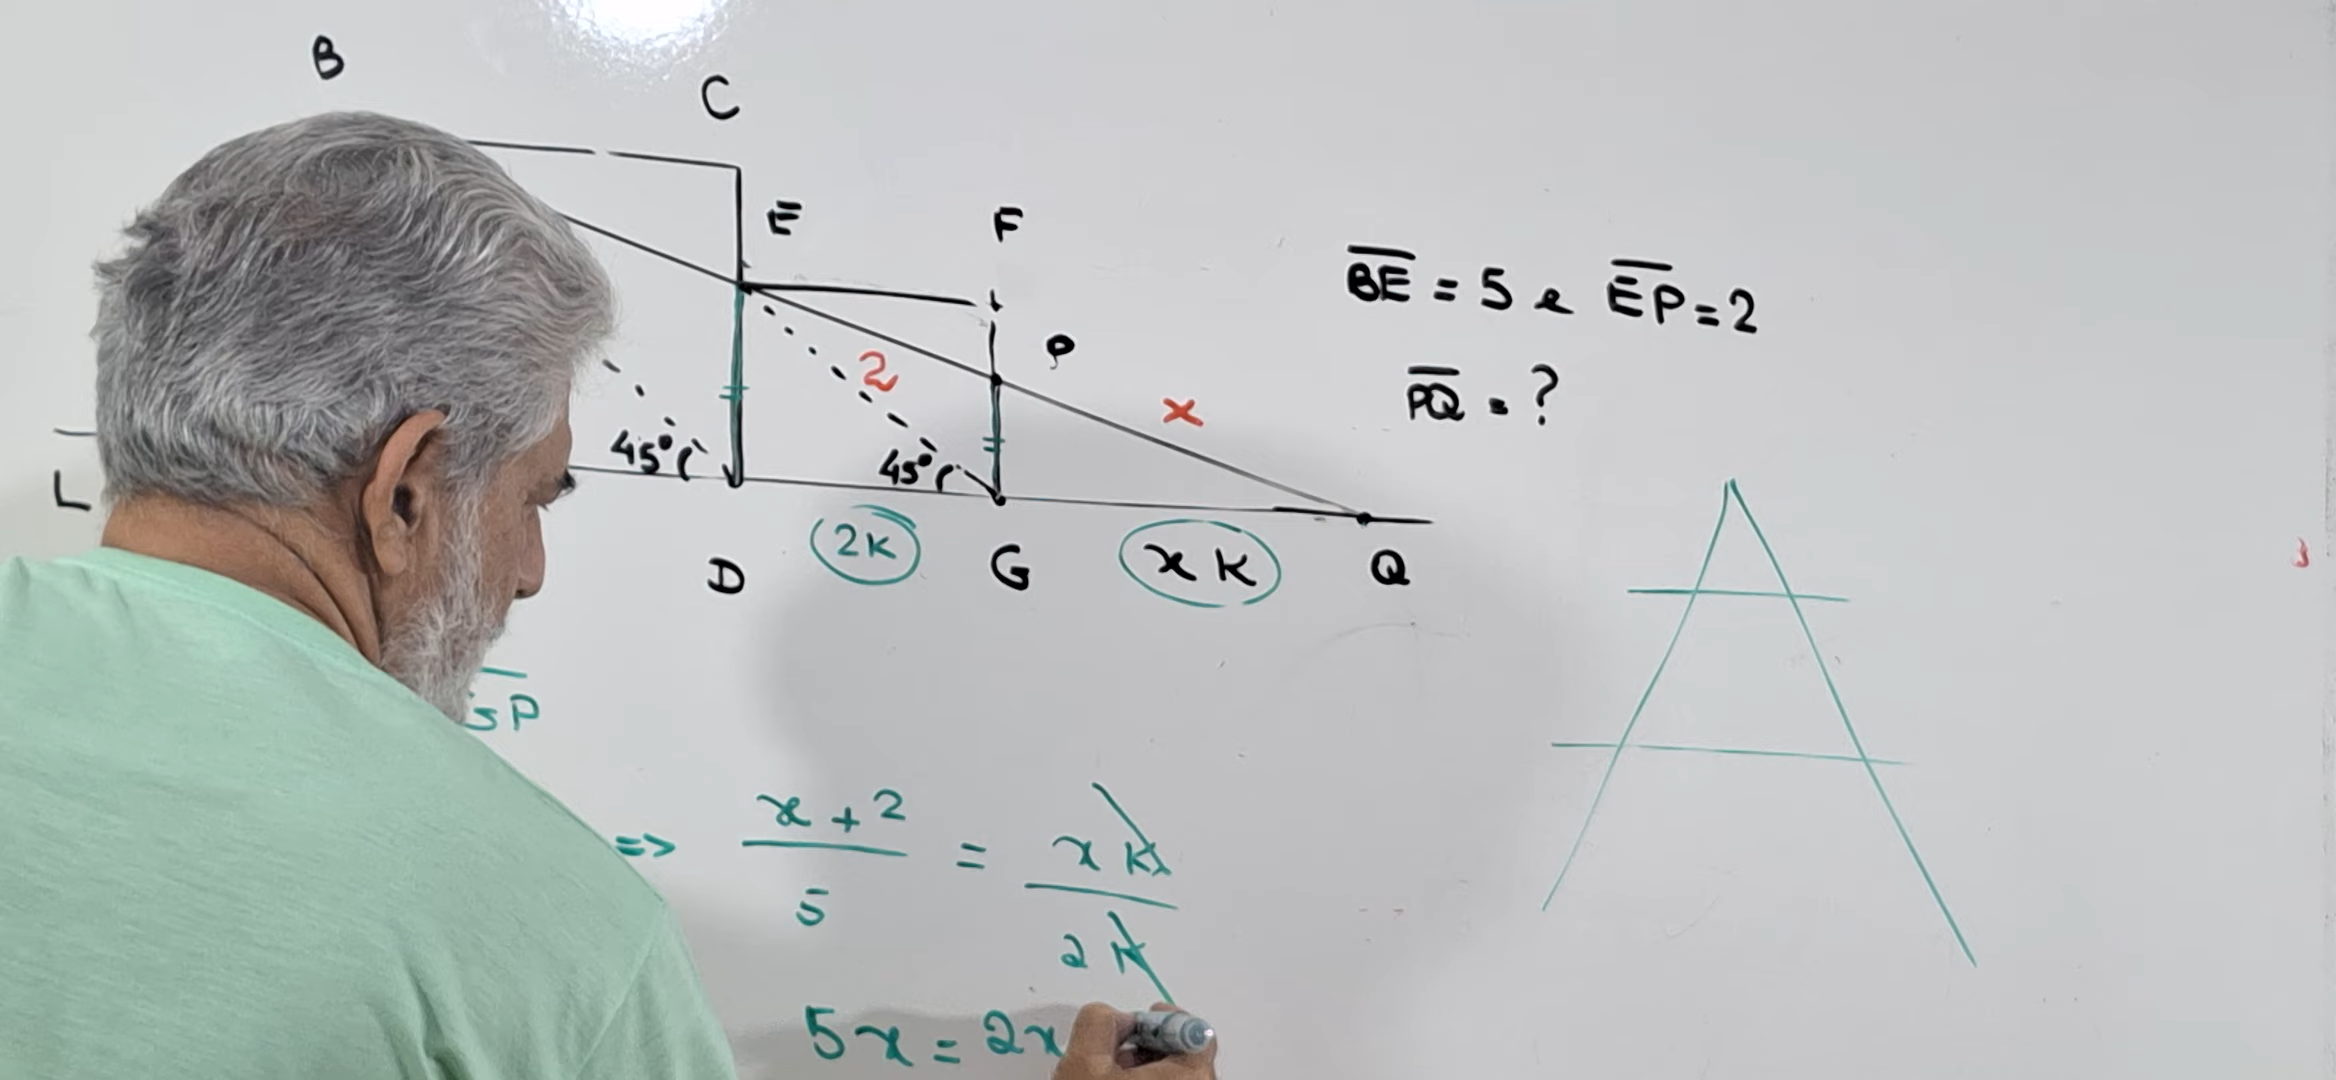 B
C
E F
BE = 5 e EP = 2
P
PQ = ?
2 x
45° 45°
L
D 2K G xK Q
GP
=> x + 2 / 5 = xK / 2K
5x = 2x